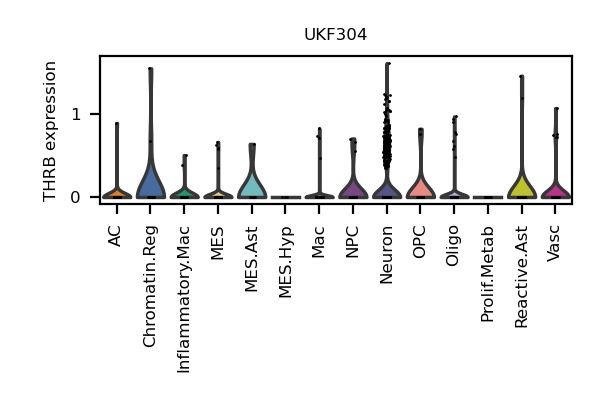 UKF304
THRB expression
1
0
AC
Chromatin.Reg
Inflammatory.Mac
MES
MES.Ast
MES.Hyp
Mac
NPC
Neuron
OPC
Oligo
Prolif.Metab
Reactive.Ast
Vasc